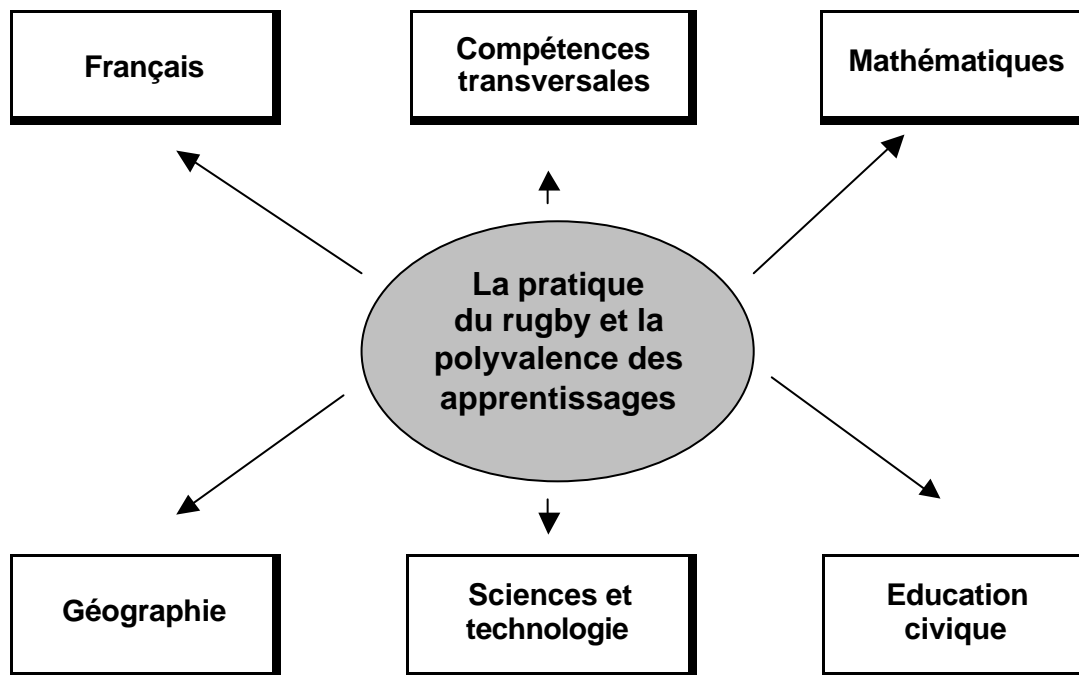 Français
Compétences
transversales
Mathématiques
La pratique
du rugby et la
polyvalence des
apprentissages
Géographie
Sciences et
technologie
Education
civique